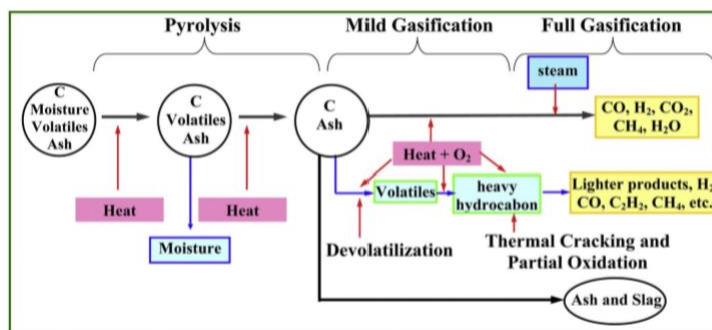 Pyrolysis
Mild Gasification
Full Gasification
C
Moisture
Volatiles
Ash
C
Volatiles
Ash
C
Ash
steam
CO, H₂, CO₂,
CH₄, H₂O
Heat
Heat
Heat + O₂
Moisture
Volatiles
heavy
hydrocabon
Lighter products, H₂
CO, C₂H₂, CH₄, etc.
Devolatilization
Thermal Cracking and
Partial Oxidation
Ash and Slag